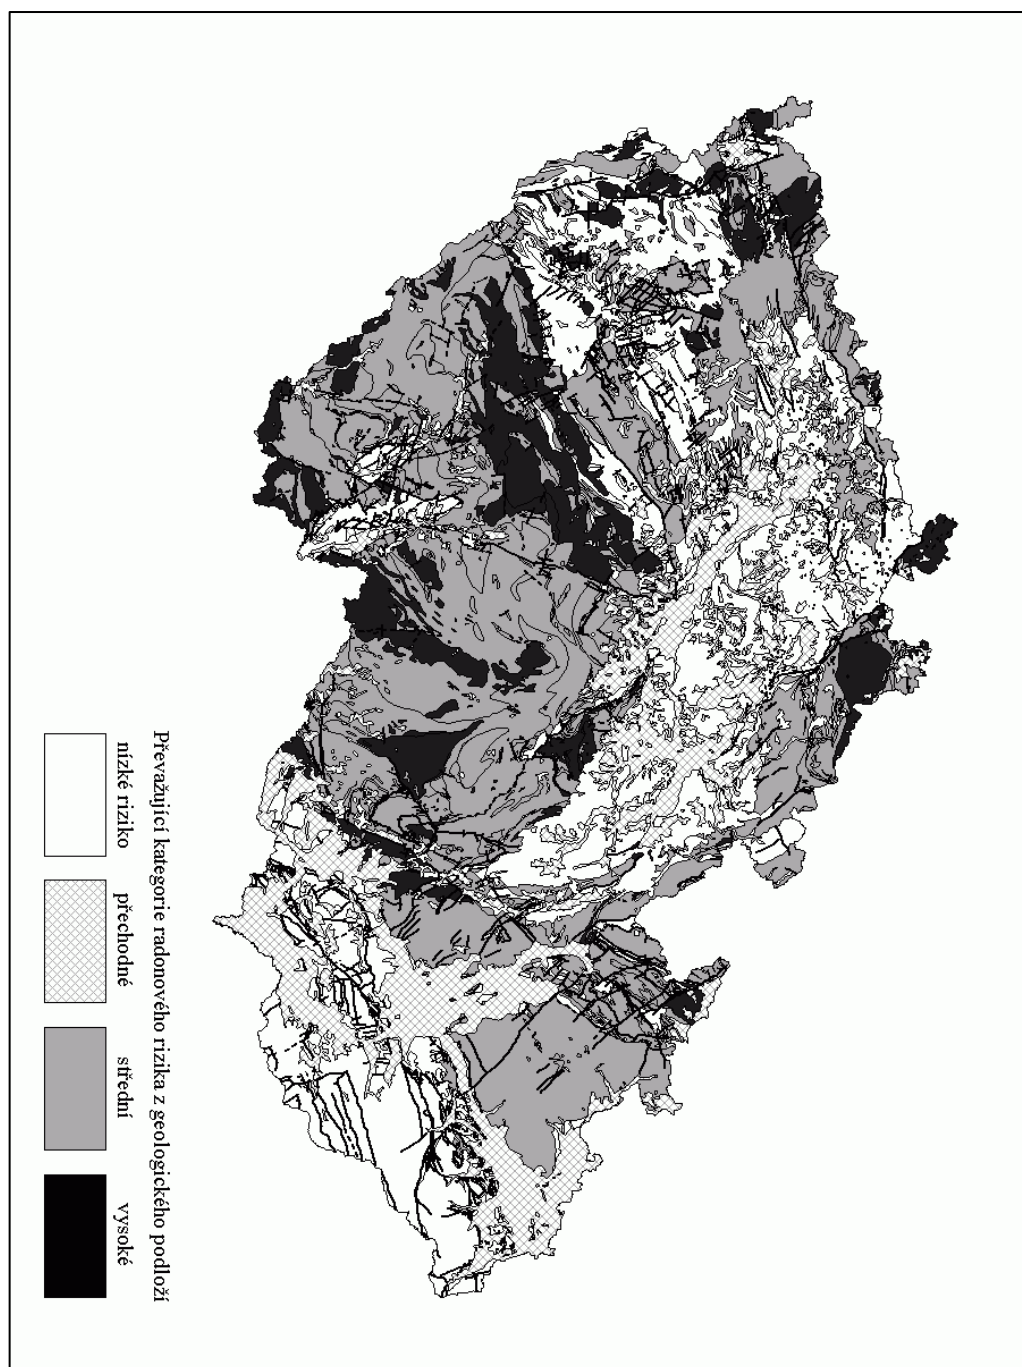 Převažující kategorie radonového rizika z geologického podloží
nízké riziko
přechodné
střední
vysoké